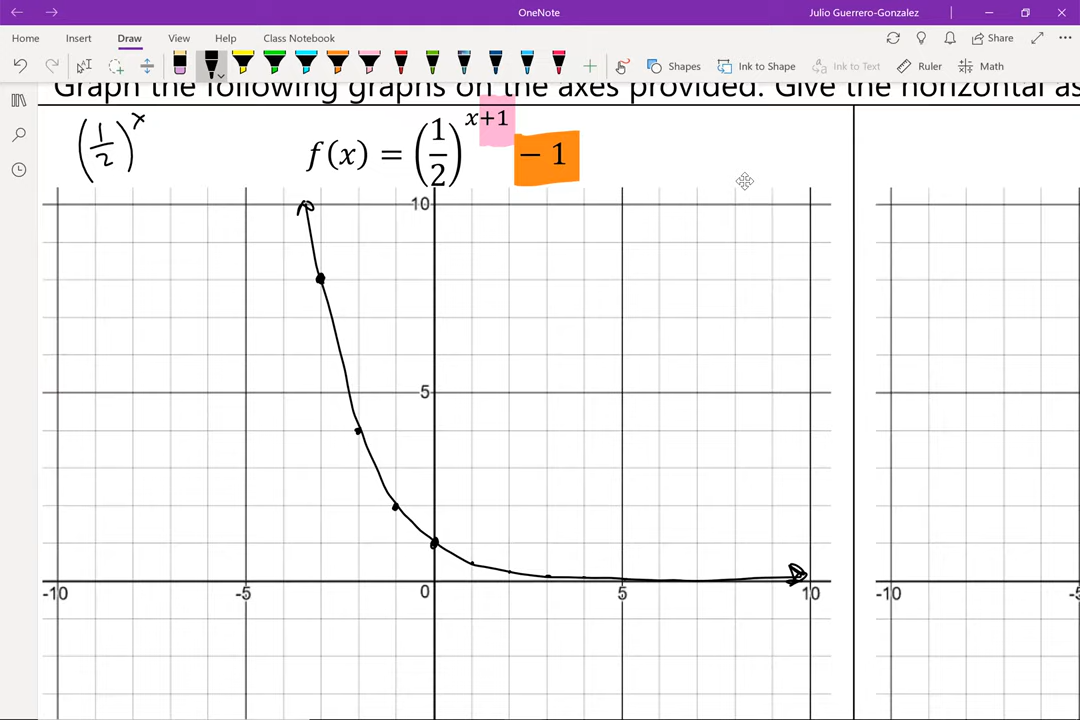 OneNote
Julio Guerrero-Gonzalez
Home Insert Draw View Help Class Notebook Share
Shapes Ink to Shape Ink to Text Ruler Math
Graph the following graphs on the axes provided. Give the horizontal as
(1/2)^x
f(x) = (1/2)^{x+1} − 1
10
5
-10 -5 0 5 10 -10 -5